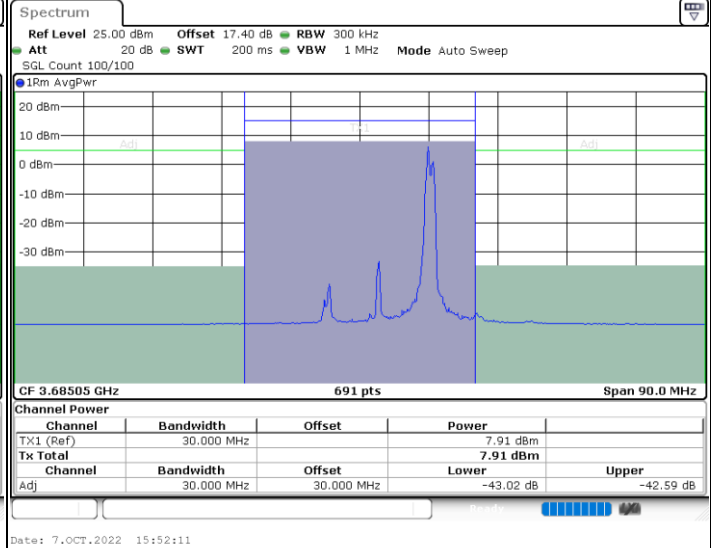 Spectrum
Ref Level 25.00 dBm Offset 17.40 dB RBW 300 kHz
Att 20 dB SWT 200 ms VBW 1 MHz Mode Auto Sweep
SGL Count 100/100
1Rm AvgPwr
20 dBm
TX1
10 dBm
Adj Adj
0 dBm
-10 dBm
-20 dBm
-30 dBm
CF 3.68505 GHz 691 pts Span 90.0 MHz
Channel Power
Channel Bandwidth Offset Power
TX1 (Ref) 30.000 MHz 7.91 dBm
Tx Total 7.91 dBm
Channel Bandwidth Offset Lower Upper
Adj 30.000 MHz 30.000 MHz -43.02 dB -42.59 dB
Ready
Date: 7.OCT.2022 15:52:11